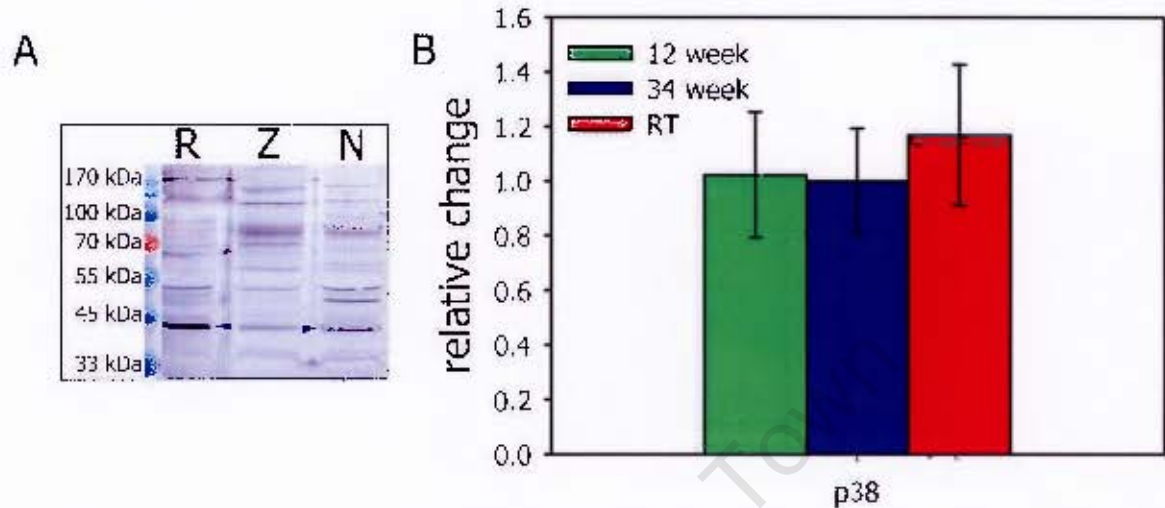 A
R Z N
170 kDa
100 kDa
70 kDa
55 kDa
45 kDa
33 kDa
B
relative change
1.6
1.4
1.2
1.0
0.8
0.6
0.4
0.2
0.0
12 week
34 week
RT
p38
Town